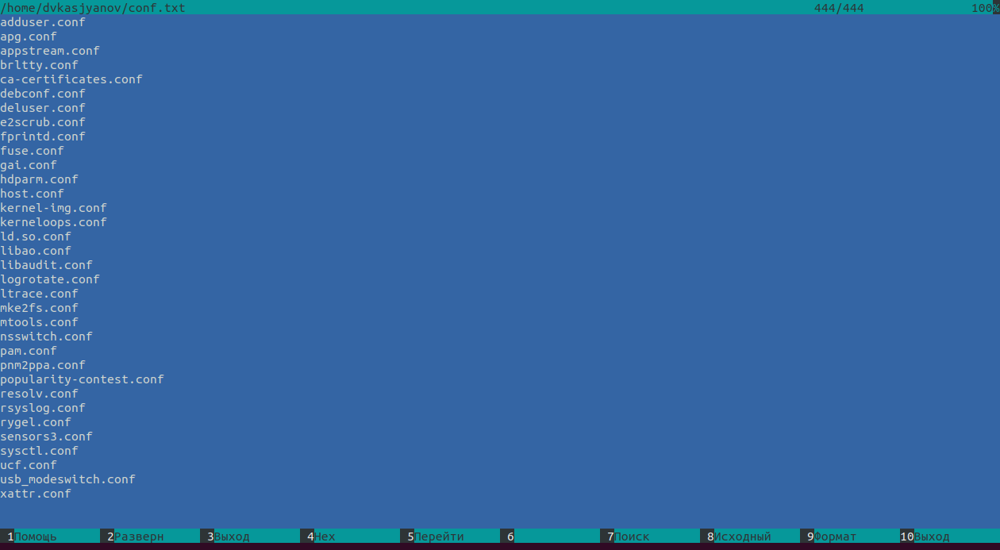 /home/dvkasjyanov/conf.txt 444/444 100%
adduser.conf
apg.conf
appstream.conf
brltty.conf
ca-certificates.conf
debconf.conf
deluser.conf
e2scrub.conf
fprintd.conf
fuse.conf
gai.conf
hdparm.conf
host.conf
kernel-img.conf
kerneloops.conf
ld.so.conf
libao.conf
libaudit.conf
logrotate.conf
ltrace.conf
mke2fs.conf
mtools.conf
nsswitch.conf
pam.conf
pnm2ppa.conf
popularity-contest.conf
resolv.conf
rsyslog.conf
rygel.conf
sensors3.conf
sysctl.conf
ucf.conf
usb_modeswitch.conf
xattr.conf
1Помощь 2Разверн 3Выход 4Hex 5Перейти 6 7Поиск 8Исходный 9Формат 10Выход